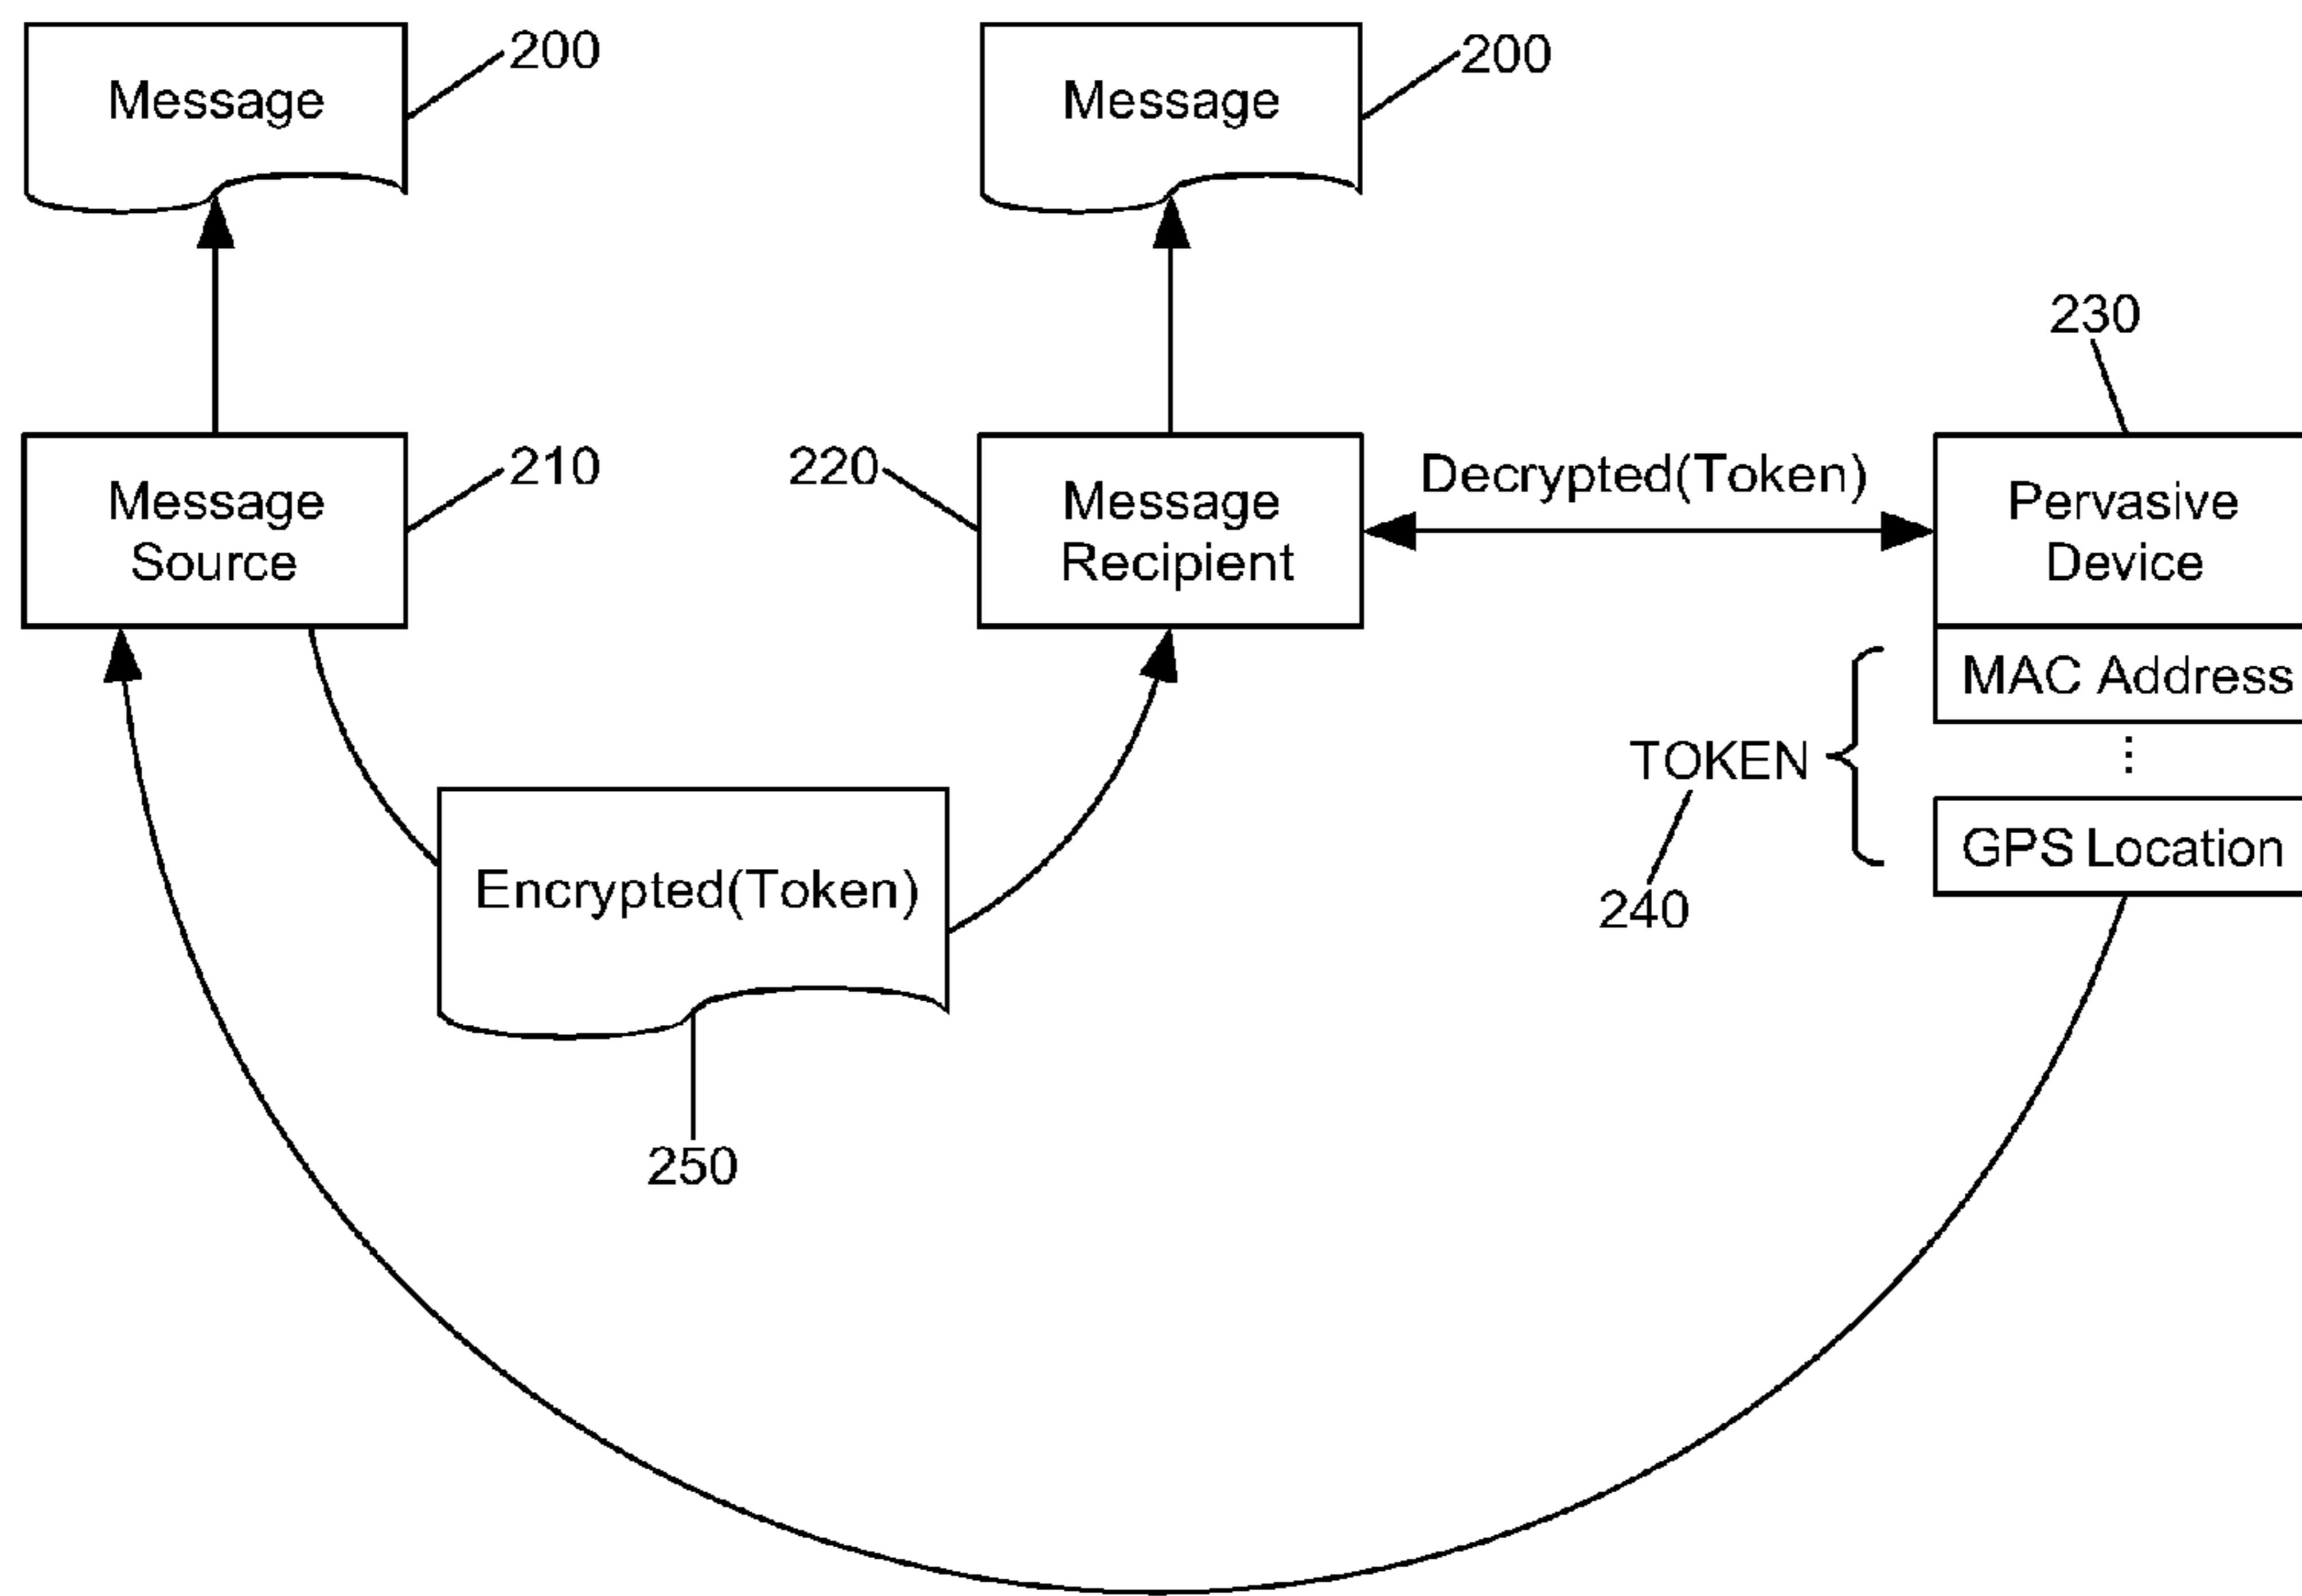 Message
200
Message
200
230
Message
Source
210
220
Message
Recipient
Decrypted(Token)
Pervasive
Device
MAC Address
TOKEN
⋮
GPS Location
240
Encrypted(Token)
250